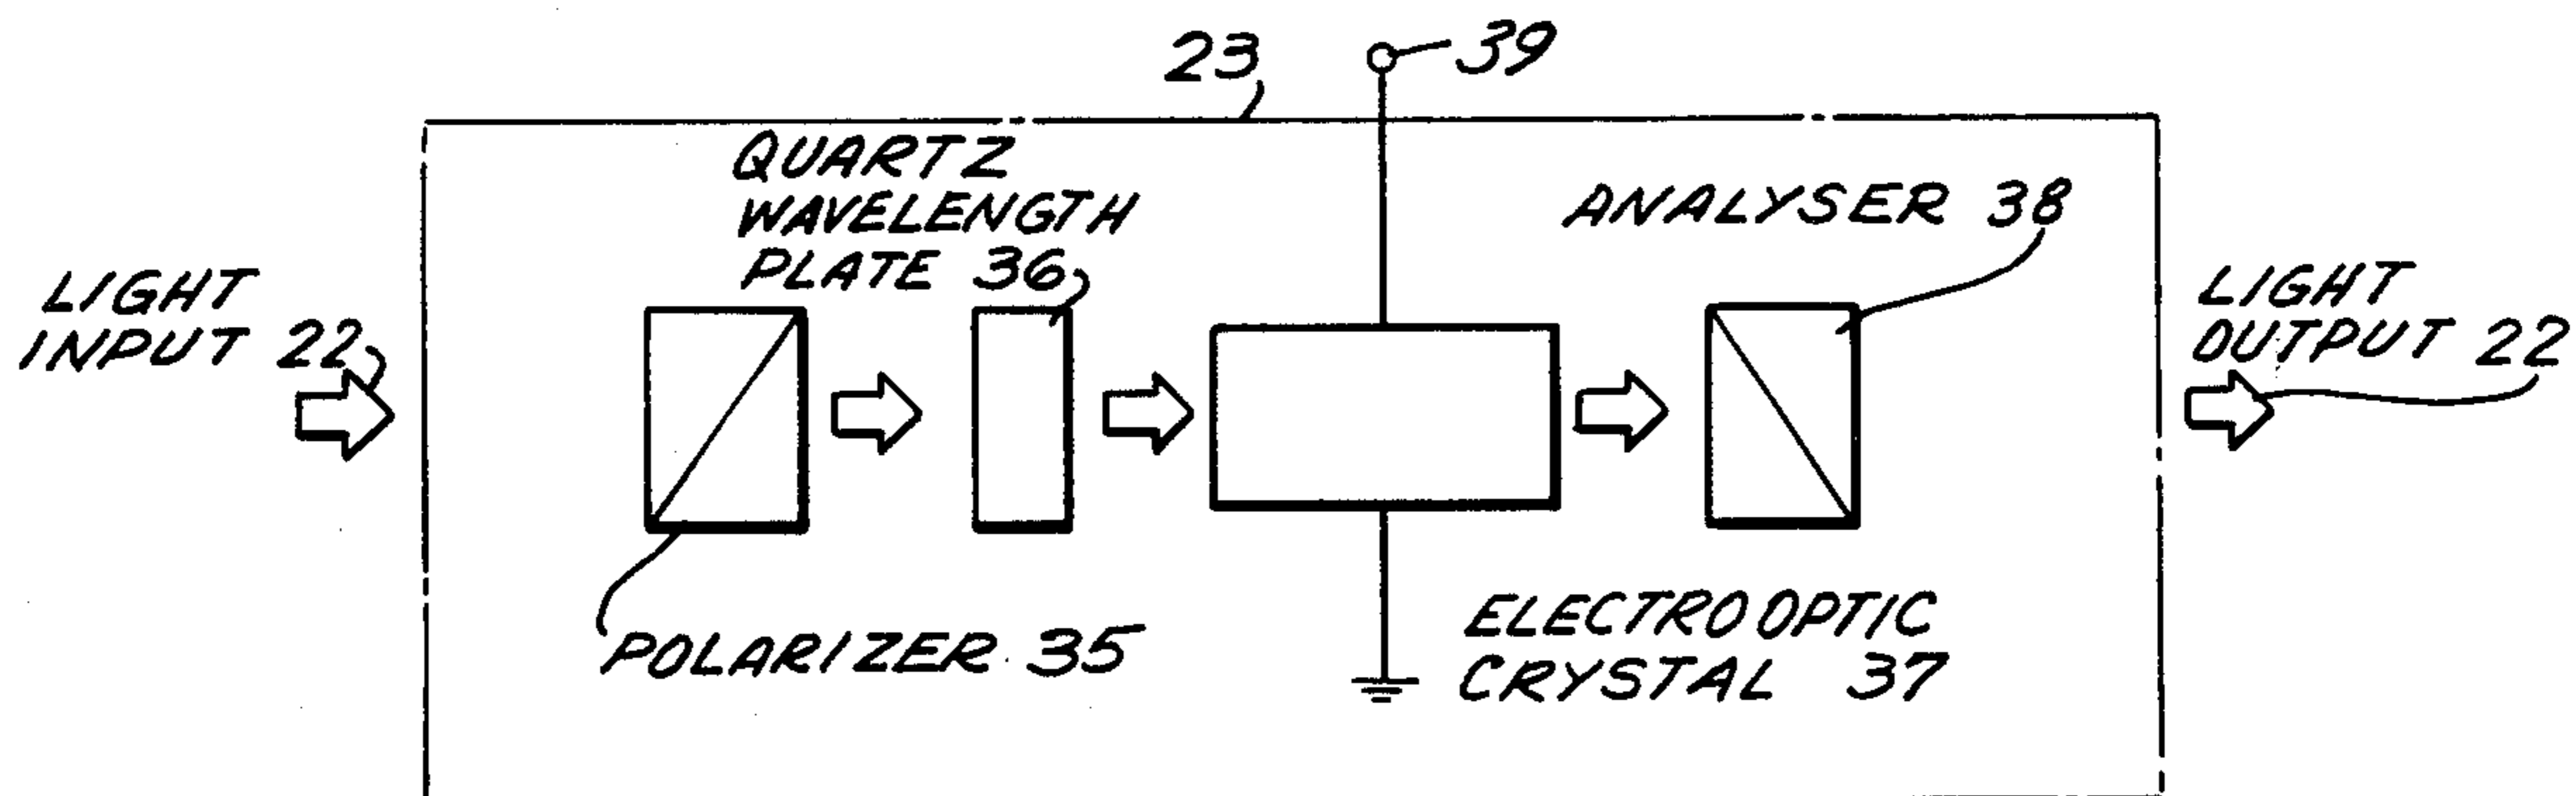 23
39
QUARTZ
WAVELENGTH
PLATE 36
ANALYSER 38
LIGHT
INPUT 22
LIGHT
OUTPUT 22
POLARIZER 35
ELECTRO OPTIC
CRYSTAL 37